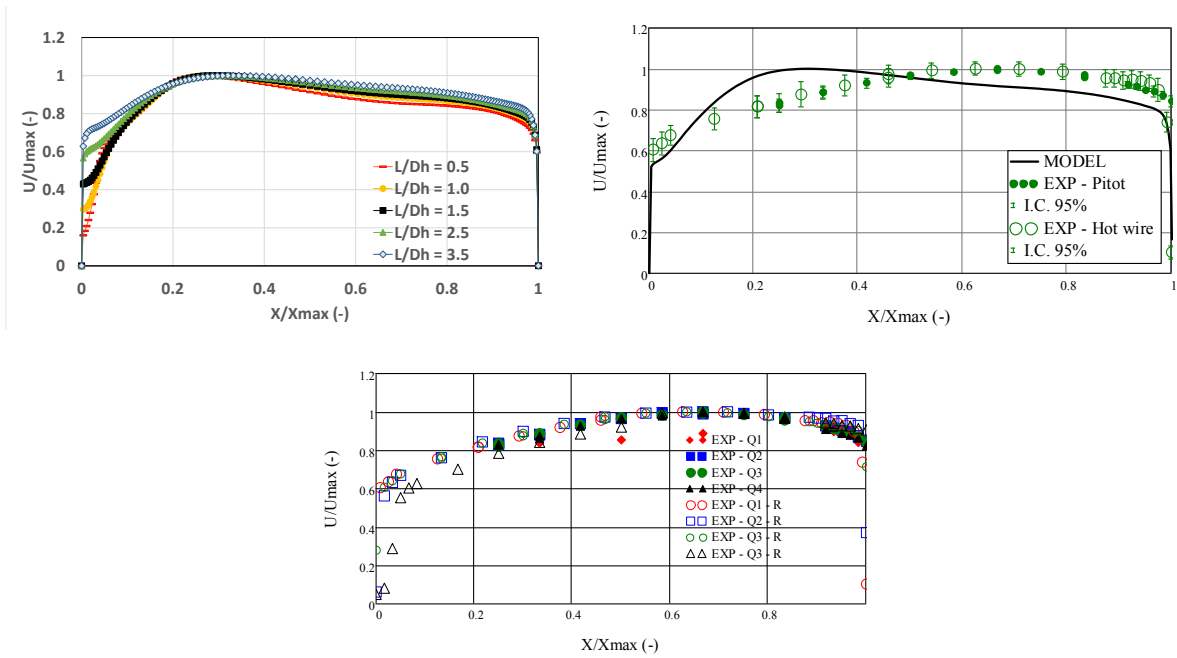 1.2
1
0.8
0.6
0.4
0.2
0
U/Umax (-)
L/Dh = 0.5
L/Dh = 1.0
L/Dh = 1.5
L/Dh = 2.5
L/Dh = 3.5
0 0.2 0.4 0.6 0.8 1
X/Xmax (-)
1.2
1
0.8
0.6
0.4
0.2
0
U/Umax (-)
MODEL
EXP - Pitot
I.C. 95%
EXP - Hot wire
I.C. 95%
0 0.2 0.4 0.6 0.8 1
X/Xmax (-)
1.2
1
0.8
0.6
0.4
0.2
0
U/Umax (-)
EXP - Q1
EXP - Q2
EXP - Q3
EXP - Q4
EXP - Q1 - R
EXP - Q2 - R
EXP - Q3 - R
EXP - Q3 - R
0 0.2 0.4 0.6 0.8
X/Xmax (-)